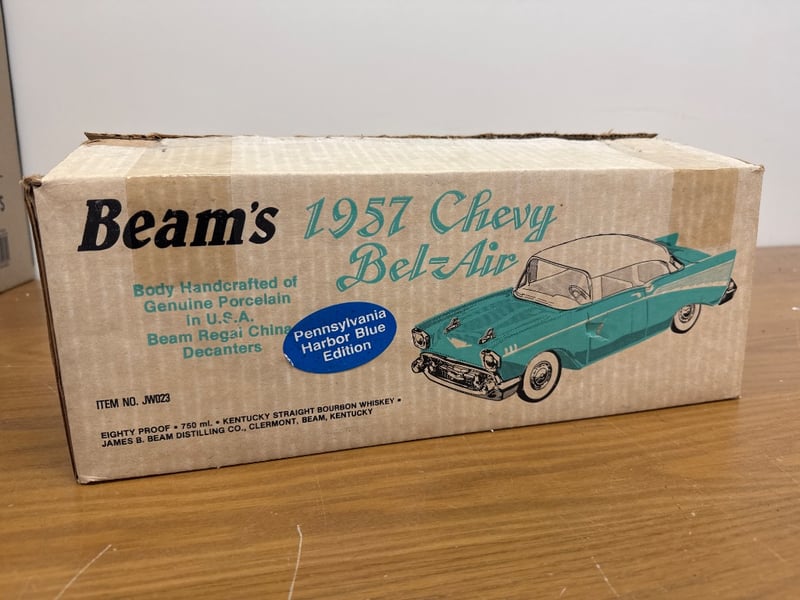 Beam's 1957 Chevy
Bel-Air
Body Handcrafted of
Genuine Porcelain
in U.S.A.
Beam Regal China
Decanters
Pennsylvania
Harbor Blue
Edition
ITEM NO. JW023
EIGHTY PROOF • 750 ml. • KENTUCKY STRAIGHT BOURBON WHISKEY •
JAMES B. BEAM DISTILLING CO., CLERMONT, BEAM, KENTUCKY